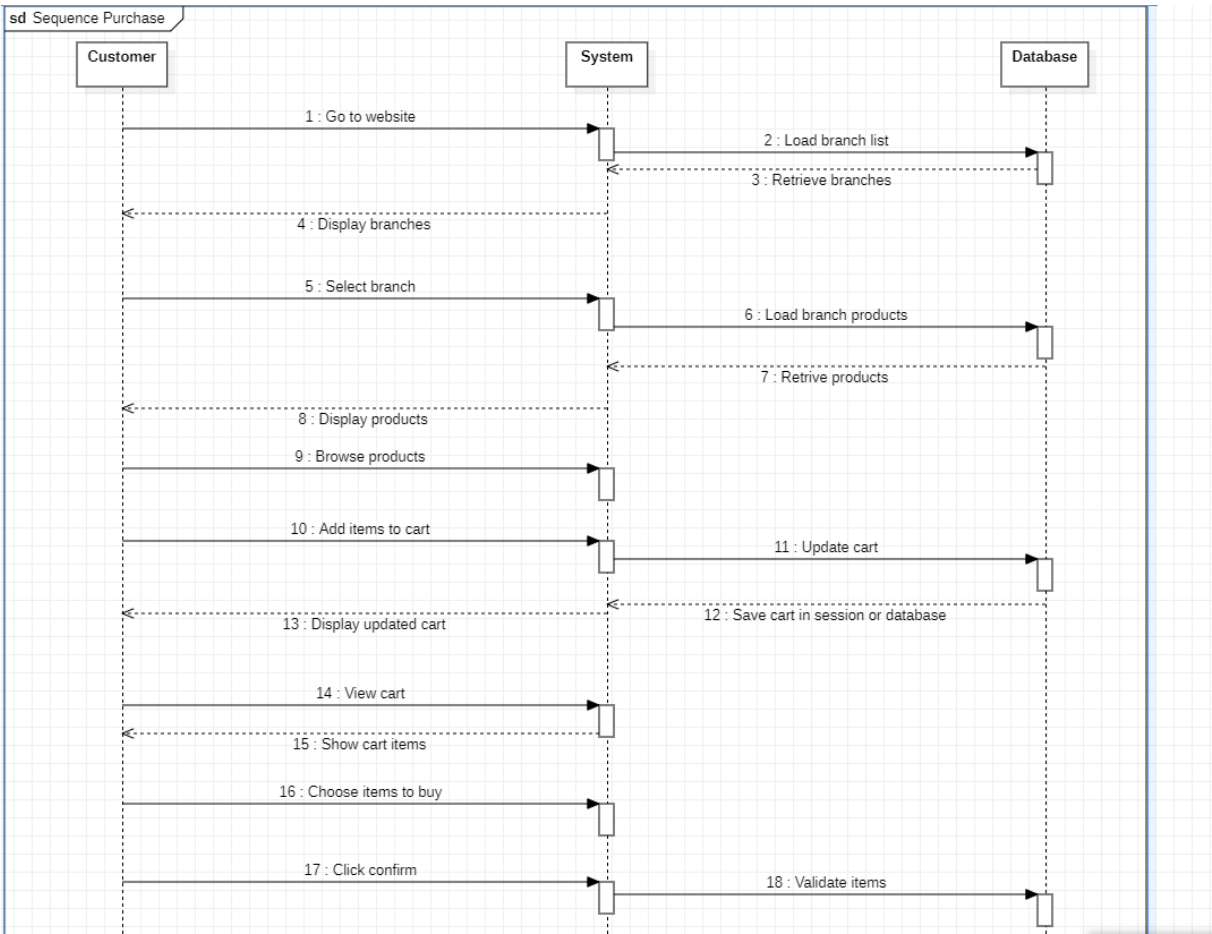 sd Sequence Purchase
Customer
System
Database
1 : Go to website
2 : Load branch list
3 : Retrieve branches
4 : Display branches
5 : Select branch
6 : Load branch products
7 : Retrive products
8 : Display products
9 : Browse products
10 : Add items to cart
11 : Update cart
12 : Save cart in session or database
13 : Display updated cart
14 : View cart
15 : Show cart items
16 : Choose items to buy
17 : Click confirm
18 : Validate items